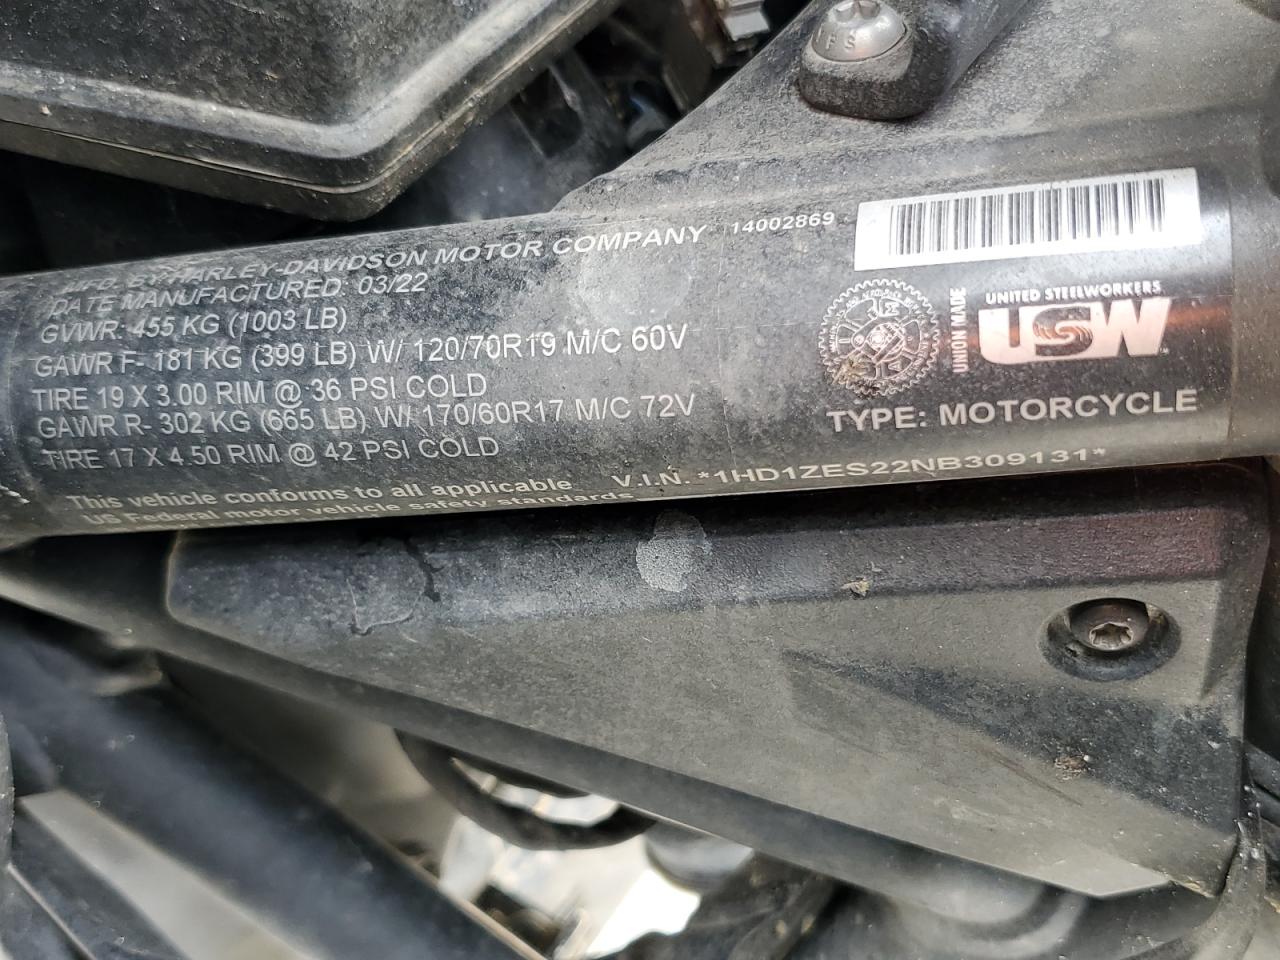 MFD. BY HARLEY-DAVIDSON MOTOR COMPANY 14002869
DATE MANUFACTURED: 03/22
GVWR: 455 KG (1003 LB)
GAWR F- 181 KG (399 LB) W/ 120/70R19 M/C 60V
TIRE 19 X 3.00 RIM @ 36 PSI COLD
GAWR R- 302 KG (665 LB) W/ 170/60R17 M/C 72V
TIRE 17 X 4.50 RIM @ 42 PSI COLD
This vehicle conforms to all applicable
US Federal motor vehicle safety standards
V.I.N. *1HD1ZES22NB309131*
UNION MADE
UNITED STEELWORKERS
USW
TYPE: MOTORCYCLE